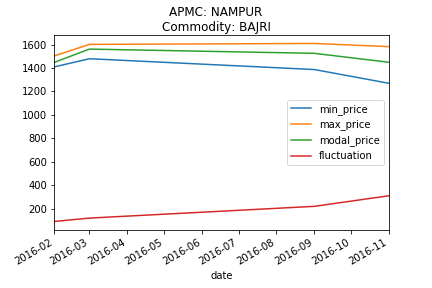 APMC: NAMPUR
Commodity: BAJRI
1600
1400
1200
1000
800
600
400
200
min_price
max_price
modal_price
fluctuation
2016-02
2016-03
2016-04
2016-05
2016-06
2016-07
2016-08
2016-09
2016-10
2016-11
date